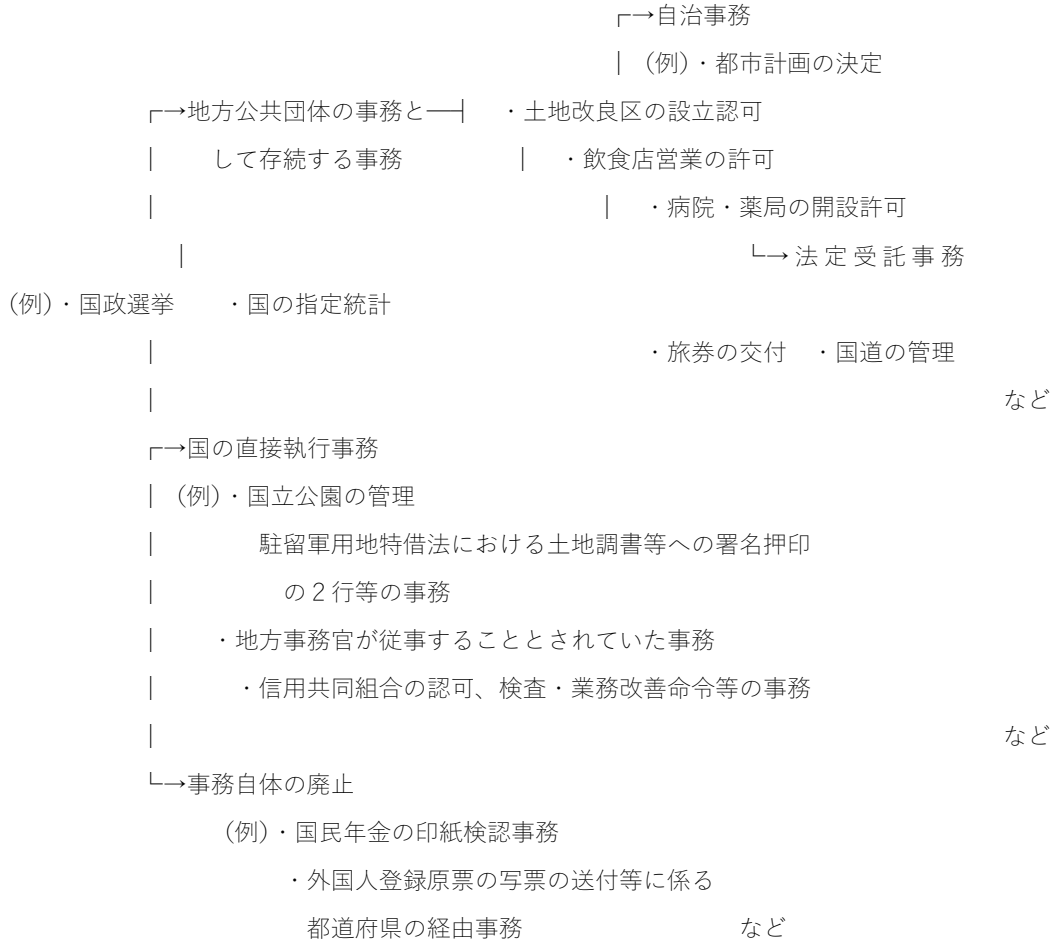 ┌→自治事務
│ (例)・都市計画の決定
┌→地方公共団体の事務と─┤ ・土地改良区の設立認可
│ して存続する事務 │ ・飲食店営業の許可
│ │ ・病院・薬局の開設許可
│ └→法定受託事務
(例)・国政選挙 ・国の指定統計
│ ・旅券の交付 ・国道の管理
│ など
┌→国の直接執行事務
│ (例)・国立公園の管理
│ 駐留軍用地特借法における土地調書等への署名押印
│ の2行等の事務
│ ・地方事務官が従事することとされていた事務
│ ・信用共同組合の認可、検査・業務改善命令等の事務
│ など
└→事務自体の廃止
(例)・国民年金の印紙検認事務
・外国人登録原票の写票の送付等に係る
都道府県の経由事務 など